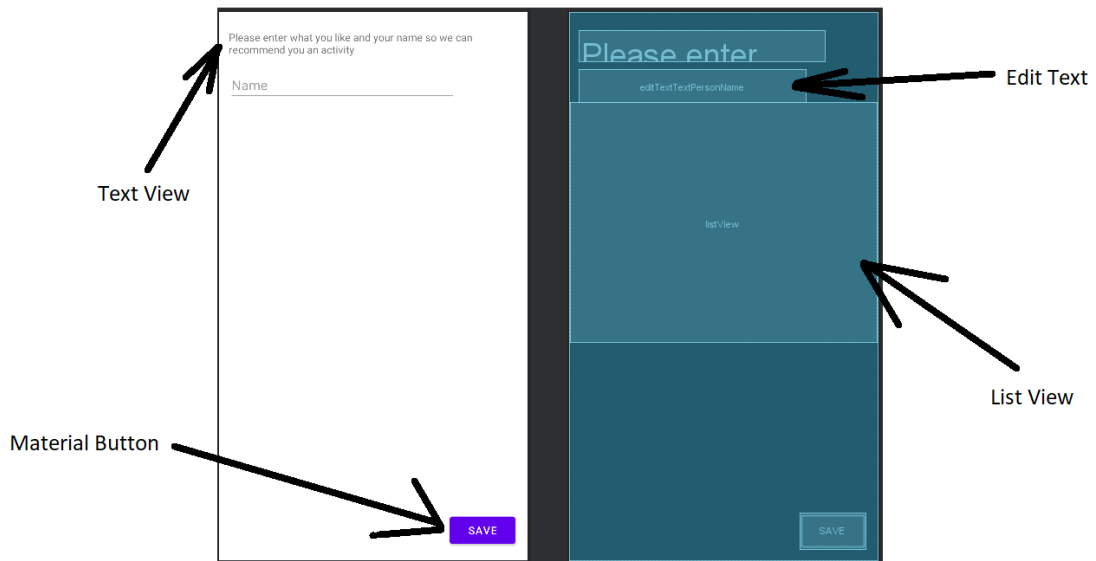 Please enter what you like and your name so we can
recommend you an activity
Name
Text View
Material Button
SAVE
Please enter
editTextTextPersonName
Edit Text
listView
List View
SAVE